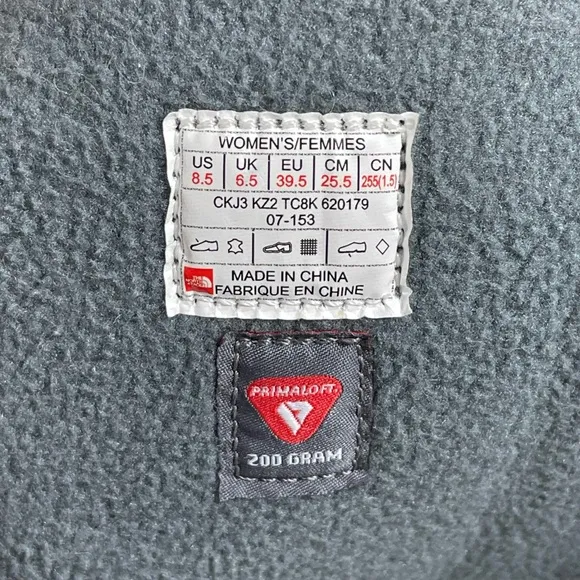 WOMEN'S/FEMMES
US UK EU CM CN
8.5 6.5 39.5 25.5 255(1.5)
CKJ3 KZ2 TC8K 620179
07-153
THE NORTH FACE
MADE IN CHINA
FABRIQUE EN CHINE
PRIMALOFT
200 GRAM